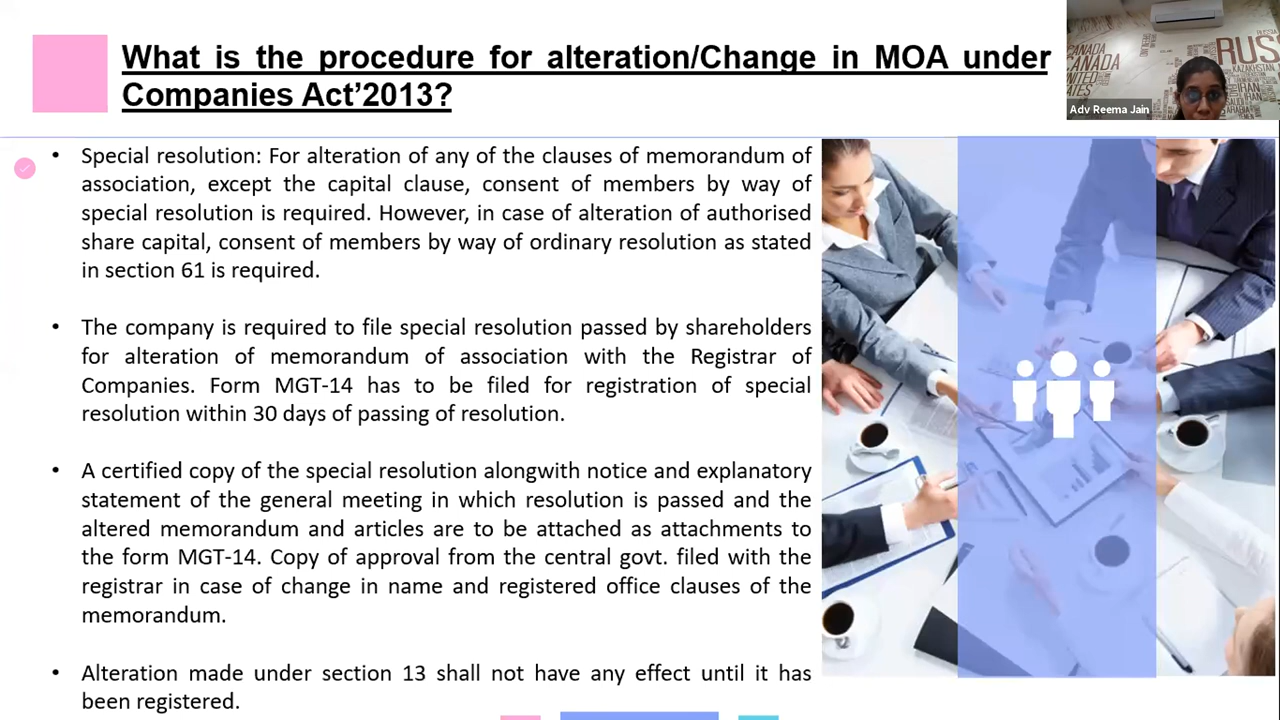 What is the procedure for alteration/Change in MOA under
Companies Act’2013?
CANADA
CANADA
UNITED
STATES
RUSSIA
RUS
KAZAKHSTAN
IRAN
Adv Reema Jain
• Special resolution: For alteration of any of the clauses of memorandum of
association, except the capital clause, consent of members by way of
special resolution is required. However, in case of alteration of authorised
share capital, consent of members by way of ordinary resolution as stated
in section 61 is required.
• The company is required to file special resolution passed by shareholders
for alteration of memorandum of association with the Registrar of
Companies. Form MGT-14 has to be filed for registration of special
resolution within 30 days of passing of resolution.
• A certified copy of the special resolution alongwith notice and explanatory
statement of the general meeting in which resolution is passed and the
altered memorandum and articles are to be attached as attachments to
the form MGT-14. Copy of approval from the central govt. filed with the
registrar in case of change in name and registered office clauses of the
memorandum.
• Alteration made under section 13 shall not have any effect until it has
been registered.